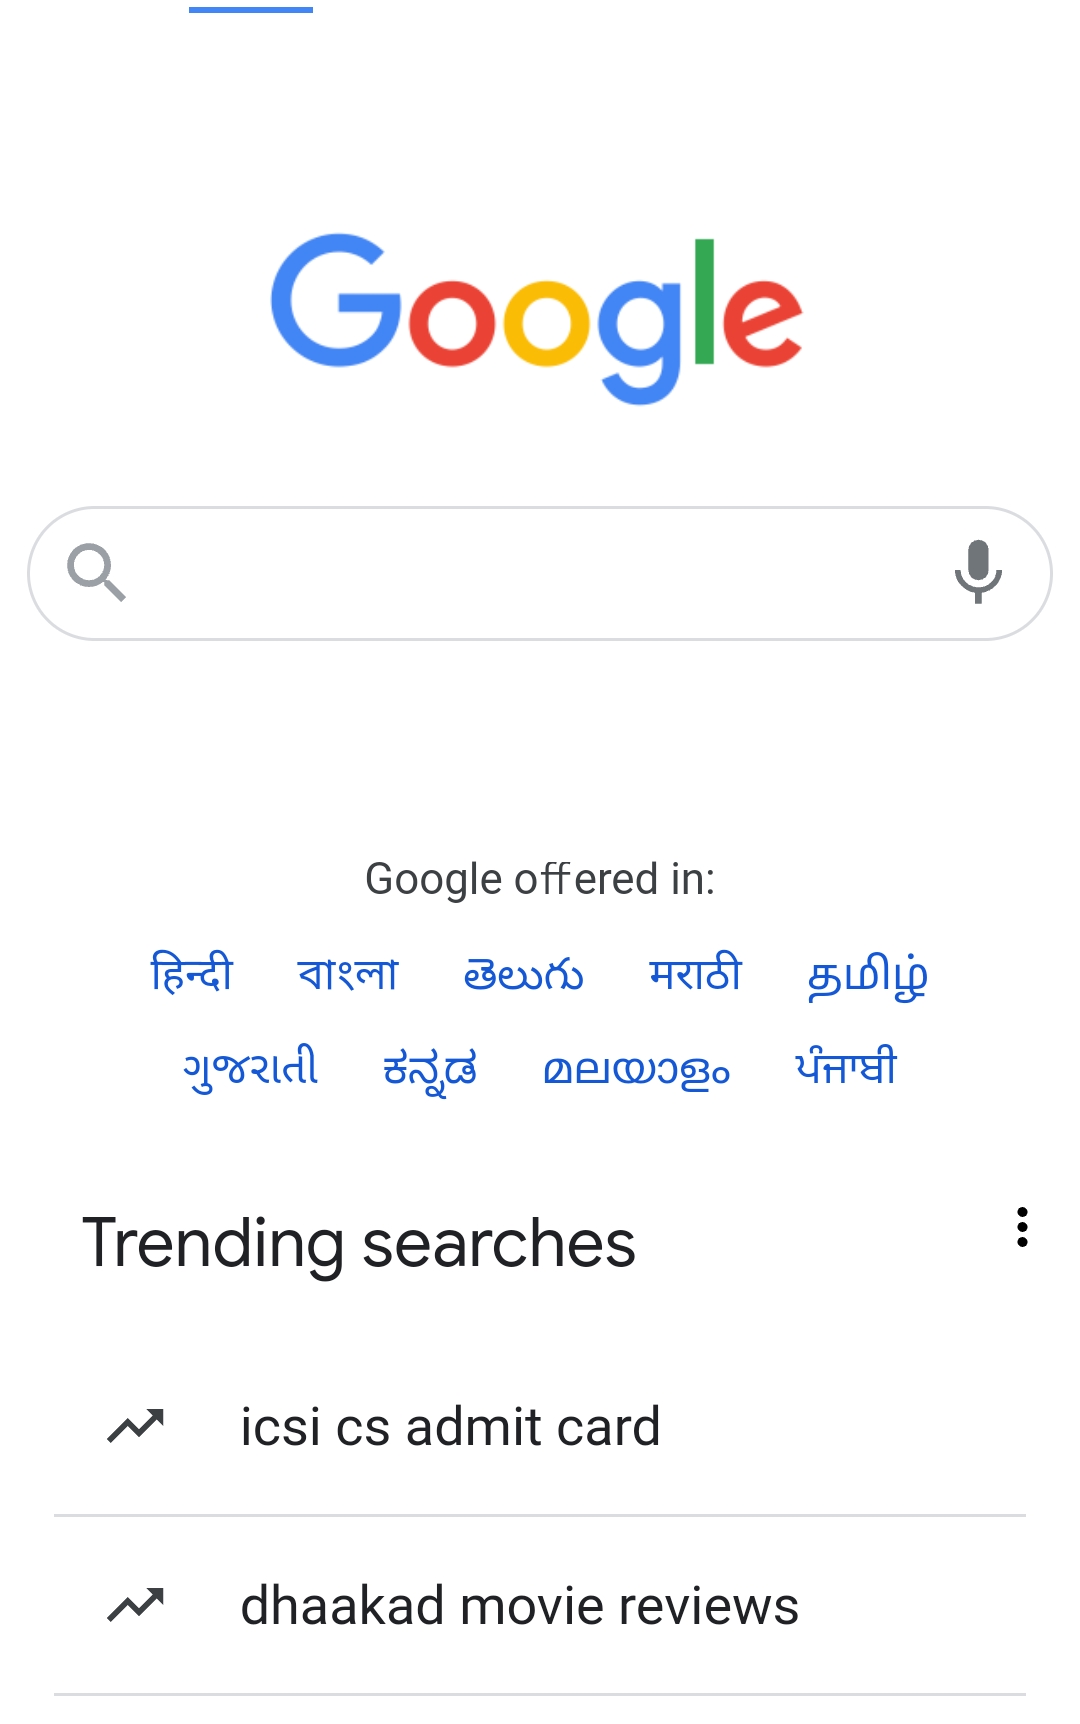 Google
Google offered in:
हिन्दी বাংলা తెలుగు मराठी தமிழ்
ગુજરાતી ಕನ್ನಡ മലയാളം ਪੰਜਾਬੀ
Trending searches
icsi cs admit card
dhaakad movie reviews